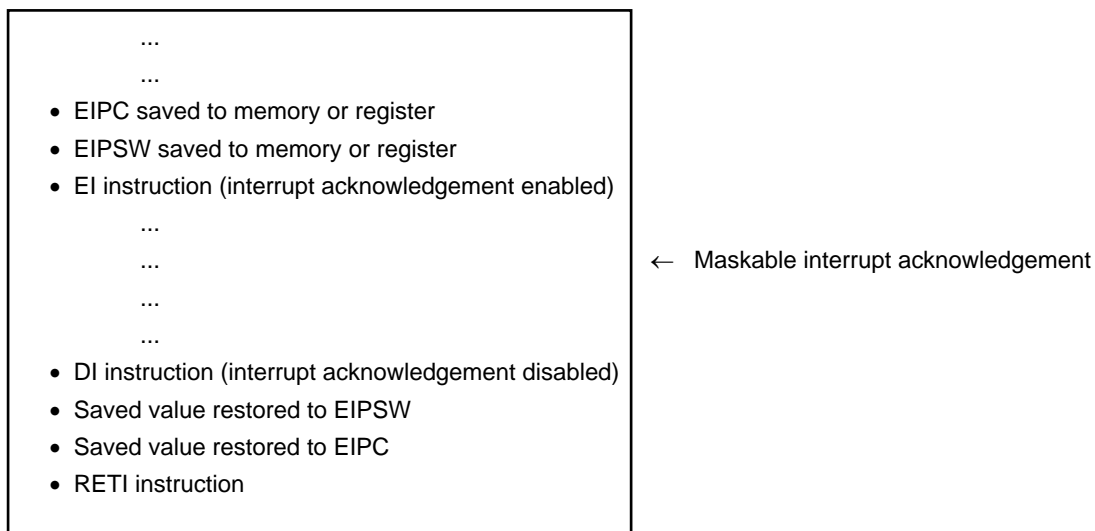 ...
...
• EIPC saved to memory or register
• EIPSW saved to memory or register
• EI instruction (interrupt acknowledgement enabled)
...
...
← Maskable interrupt acknowledgement
...
...
• DI instruction (interrupt acknowledgement disabled)
• Saved value restored to EIPSW
• Saved value restored to EIPC
• RETI instruction